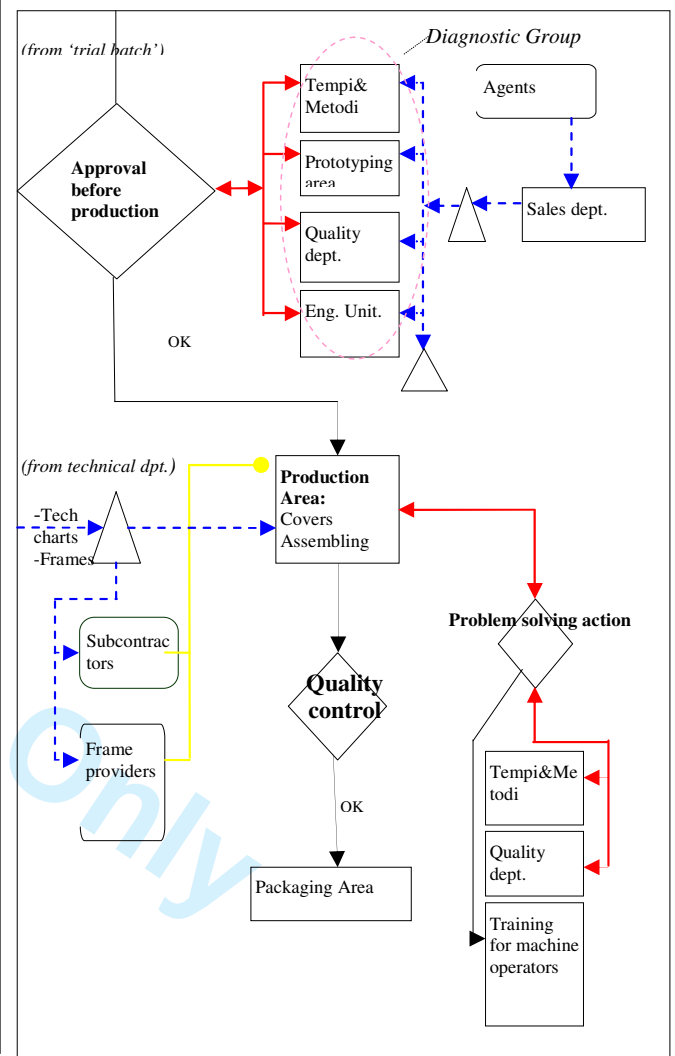 Diagnostic Group
(from ‘trial batch’)
Tempi&
Metodi
Agents
Approval
before
production
Prototyping
area
Sales dept.
Quality
dept.
Eng. Unit.
OK
(from technical dpt.)
Production
Area:
Covers
Assembling
-Tech
charts
-Frames
Problem solving action
Subcontrac
tors
Quality
control
Frame
providers
Tempi&Me
todi
OK
Quality
dept.
Packaging Area
Training
for machine
operators
Only